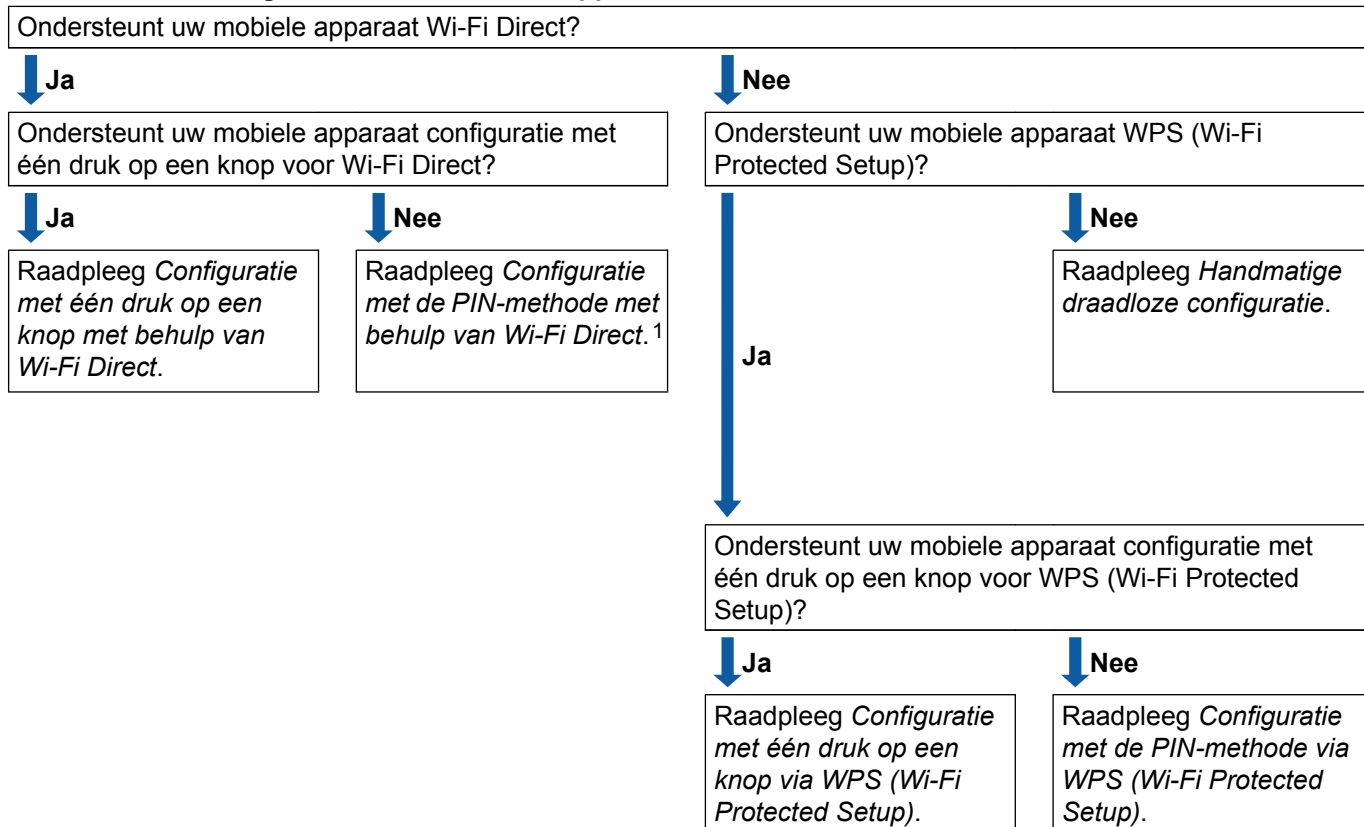 Ondersteunt uw mobiele apparaat Wi-Fi Direct?
Ja
Nee
Ondersteunt uw mobiele apparaat configuratie met
één druk op een knop voor Wi-Fi Direct?
Ondersteunt uw mobiele apparaat WPS (Wi-Fi
Protected Setup)?
Ja
Nee
Nee
Raadpleeg Configuratie
met één druk op een
knop met behulp van
Wi-Fi Direct.
Raadpleeg Configuratie
met de PIN-methode met
behulp van Wi-Fi Direct.1
Raadpleeg Handmatige
draadloze configuratie.
Ja
Ondersteunt uw mobiele apparaat configuratie met
één druk op een knop voor WPS (Wi-Fi Protected
Setup)?
Ja
Nee
Raadpleeg Configuratie
met één druk op een
knop via WPS (Wi-Fi
Protected Setup).
Raadpleeg Configuratie
met de PIN-methode via
WPS (Wi-Fi Protected
Setup).